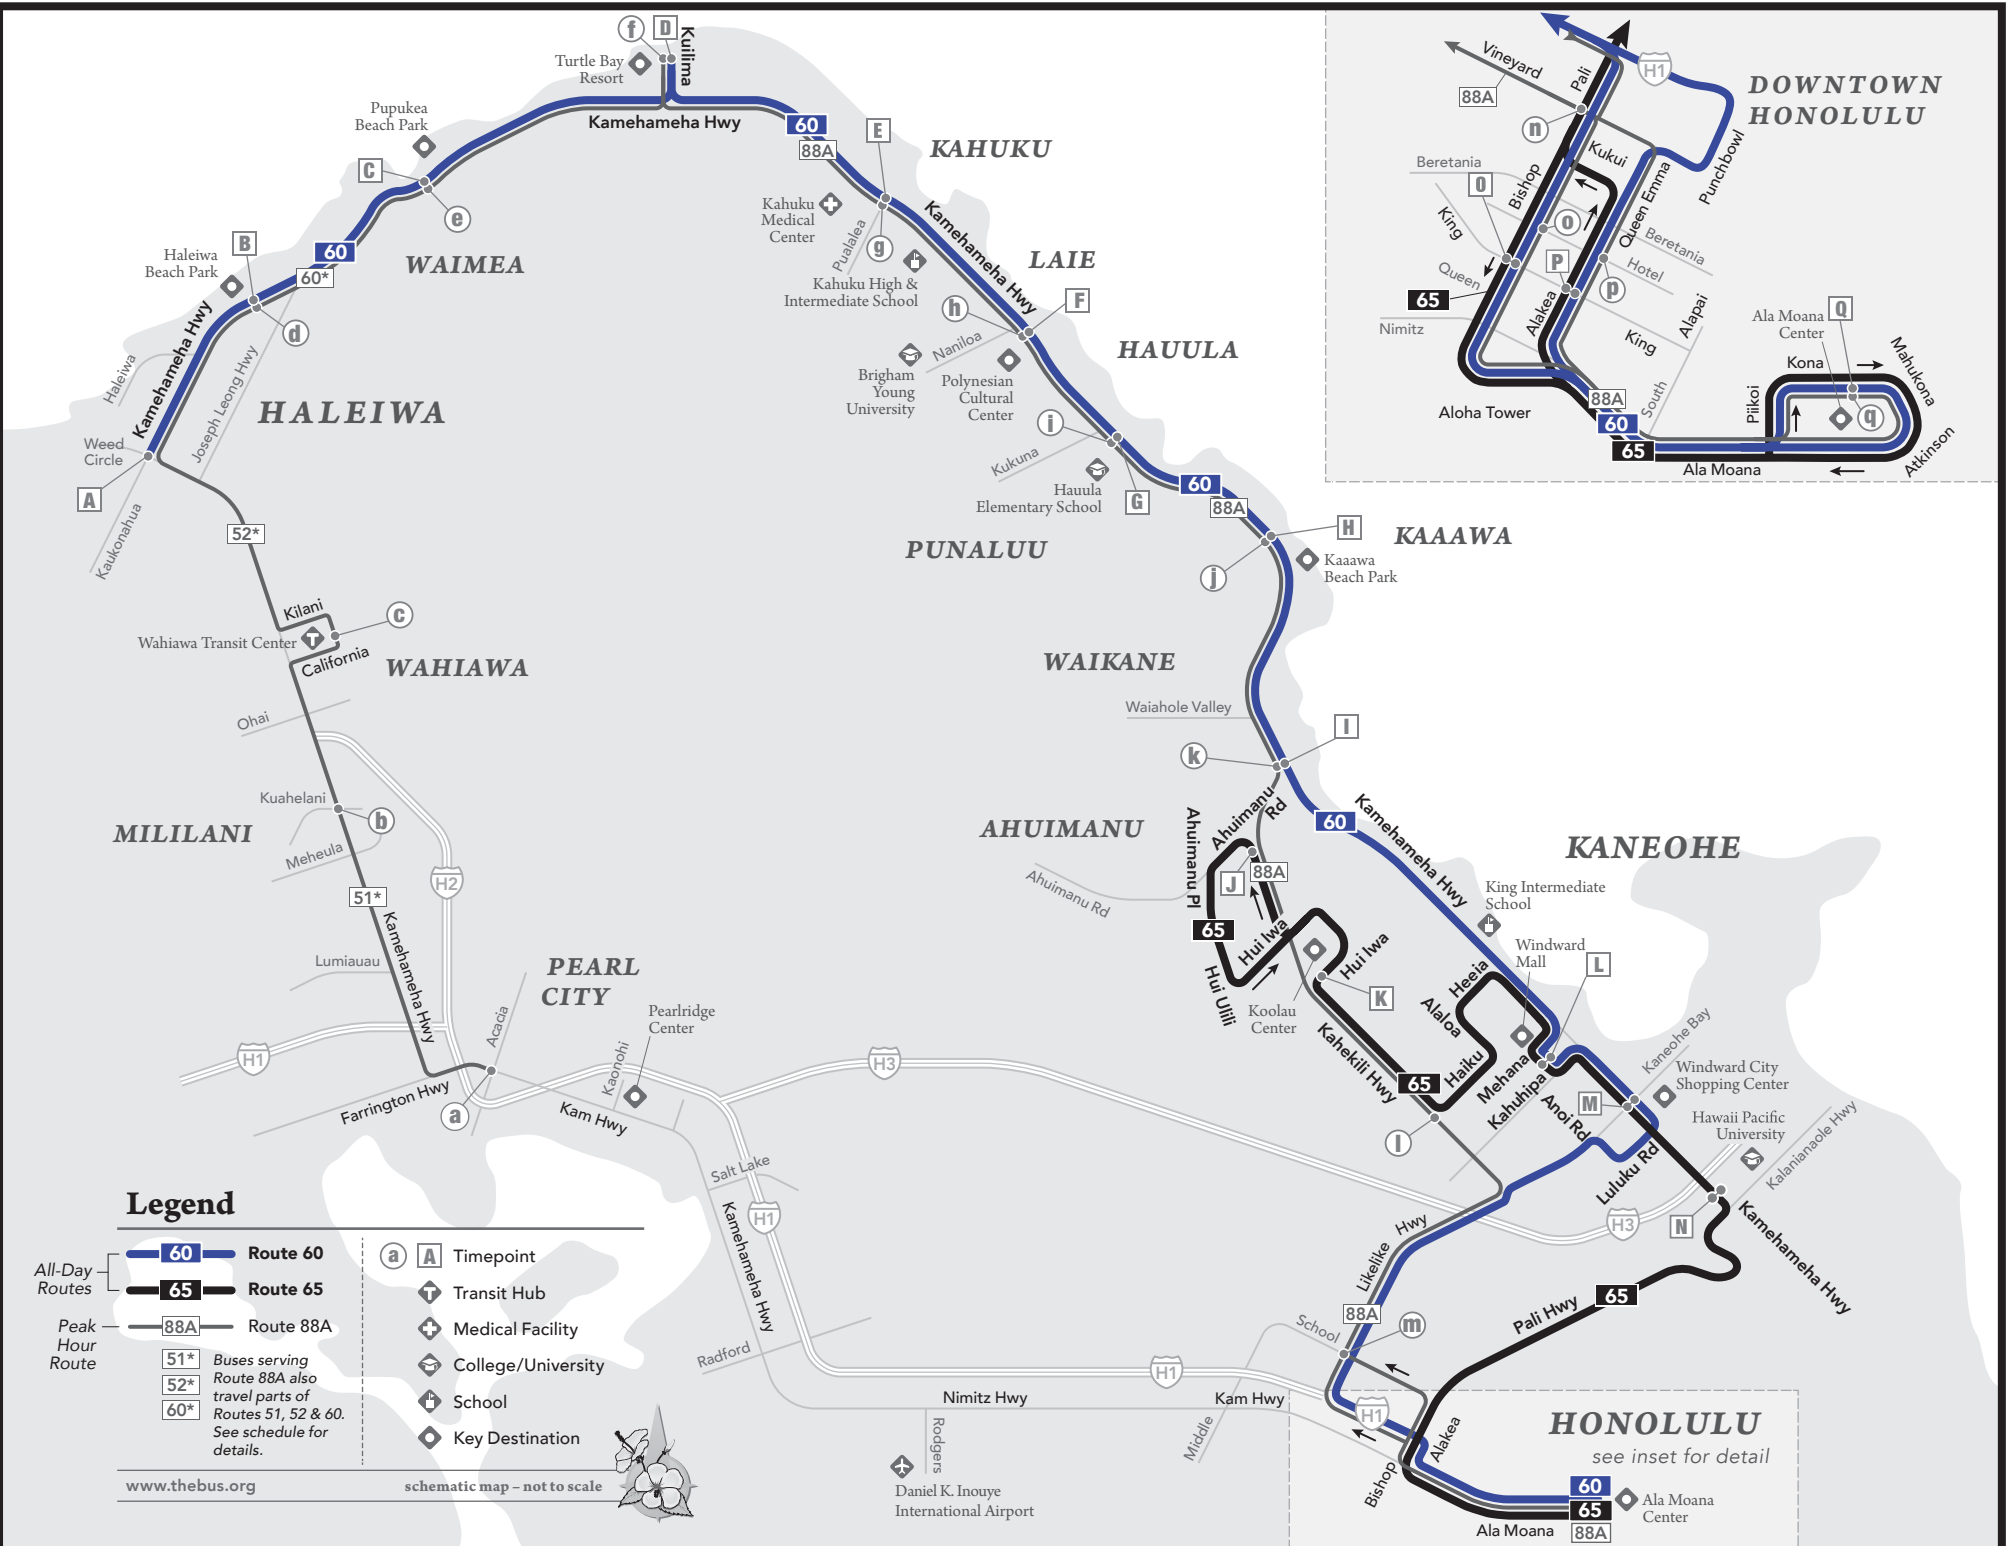 f
D
Kuilima
Turtle Bay
Resort
Pupukea
Beach Park
Kamehameha Hwy
60
88A
E
KAHUKU
C
e
Kahuku
Medical
Center
Pualalea
g
Kamehameha Hwy
Haleiwa
Beach Park
B
60
60*
WAIMEA
d
Kahuku High &
Intermediate School
LAIE
F
h
Naniloa
HAUULA
Brigham
Young
University
Polynesian
Cultural
Center
Haleiwa
Kamehameha Hwy
Joseph Leong Hwy
HALEIWA
Weed
Circle
A
Kaukonahua
i
Kukuna
Hauula
Elementary School
G
60
88A
PUNALUU
H
KAAAWA
Kaaawa
Beach Park
j
52*
Kilani
c
Wahiawa Transit Center
California
WAHIAWA
WAIKANE
Waiahole Valley
Ohai
k
I
Kuahelani
b
MILILANI
Meheula
H2
51*
Kamehameha Hwy
Lumiauau
H1
PEARL
CITY
Acacia
Pearlridge
Center
Kaonohi
Farrington Hwy
a
Kam Hwy
H3
AHUIMANU
Ahuimanu Rd
Ahuimanu Pl
Ahuimanu
Rd
J
88A
65
Hui Iwa
Hui Ulili
Hui Iwa
Koolau
Center
K
60
Kamehameha Hwy
KANEOHE
King Intermediate
School
Windward
Mall
L
Heeia
Alaloa
Kahekili Hwy
65
Haiku
Mehana
Kahuhipa
Anoi Rd
M
Kaneohe Bay
Windward City
Shopping Center
Hawaii Pacific
University
Kalanianaole Hwy
l
Luluku Rd
H3
N
Kamehameha Hwy
65
Pali Hwy
Likelike
Hwy
88A
School
m
Salt Lake
H1
Kamehameha Hwy
Radford
H1
Nimitz Hwy
Kam Hwy
Middle
Rodgers
Daniel K. Inouye
International Airport
H1
HONOLULU
see inset for detail
Alakea
Bishop
60
65
88A
Ala Moana
Center
Ala Moana
DOWNTOWN
HONOLULU
Vineyard
88A
Pali
H1
n
Kukui
Punchbowl
Beretania
O
Bishop
King
o
Queen Emma
Beretania
Hotel
Queen
P
p
65
Alakea
Alapai
King
Nimitz
South
Aloha Tower
88A
60
65
Ala Moana
Ala Moana
Center
Q
Kona
Piikoi
q
Mahukona
Atkinson
Legend
All-Day
Routes
60
Route 60
65
Route 65
Peak
Hour
Route
88A
Route 88A
51*
52*
60*
Buses serving
Route 88A also
travel parts of
Routes 51, 52 & 60.
See schedule for
details.
a
A
Timepoint
Transit Hub
Medical Facility
College/University
School
Key Destination
www.thebus.org
schematic map – not to scale